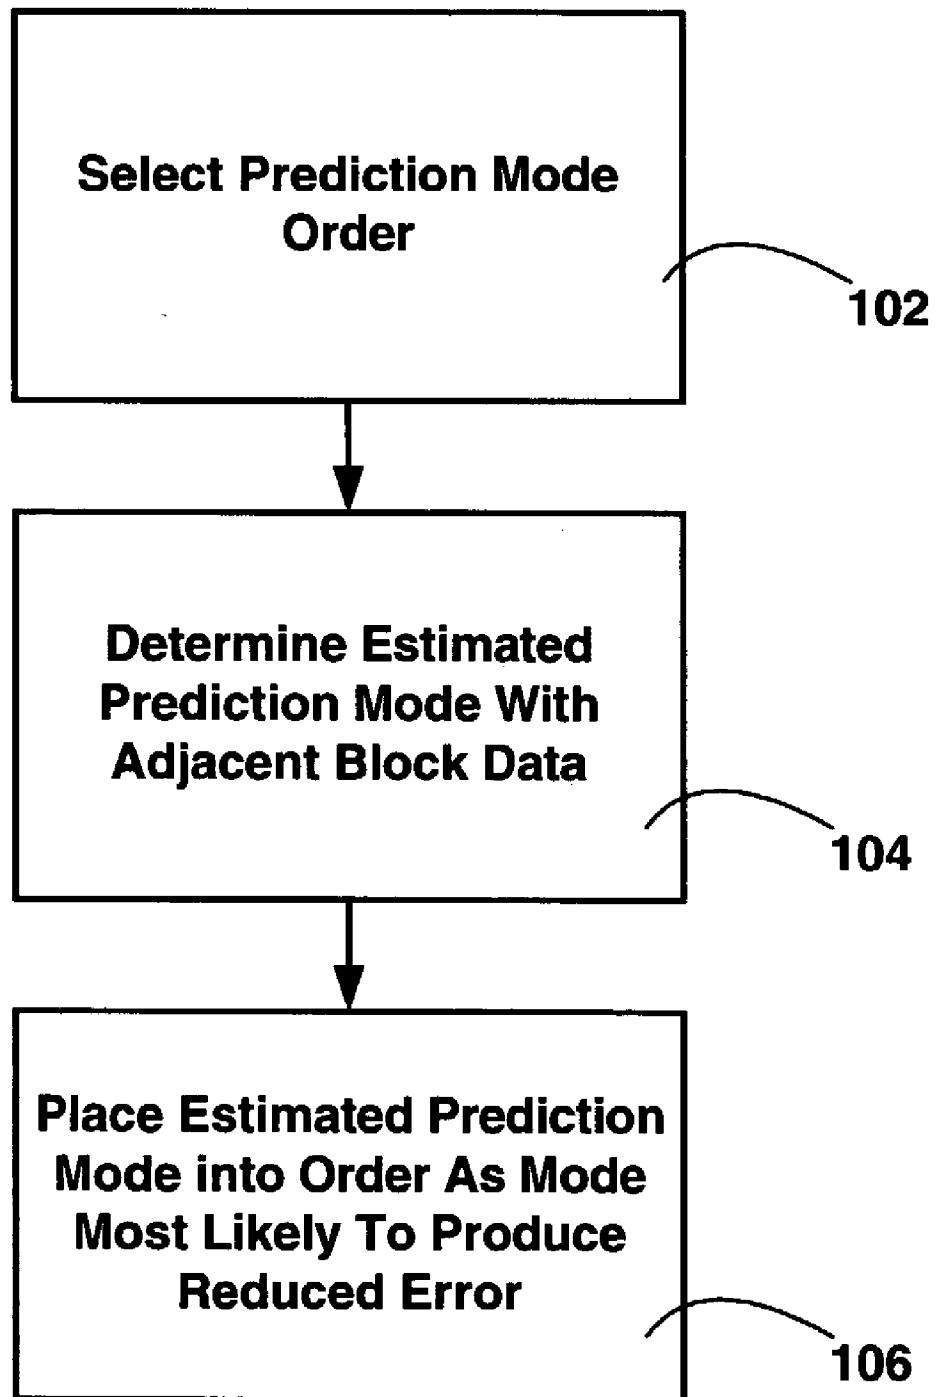 Select Prediction Mode
Order
102
Determine Estimated
Prediction Mode With
Adjacent Block Data
104
Place Estimated Prediction
Mode into Order As Mode
Most Likely To Produce
Reduced Error
106